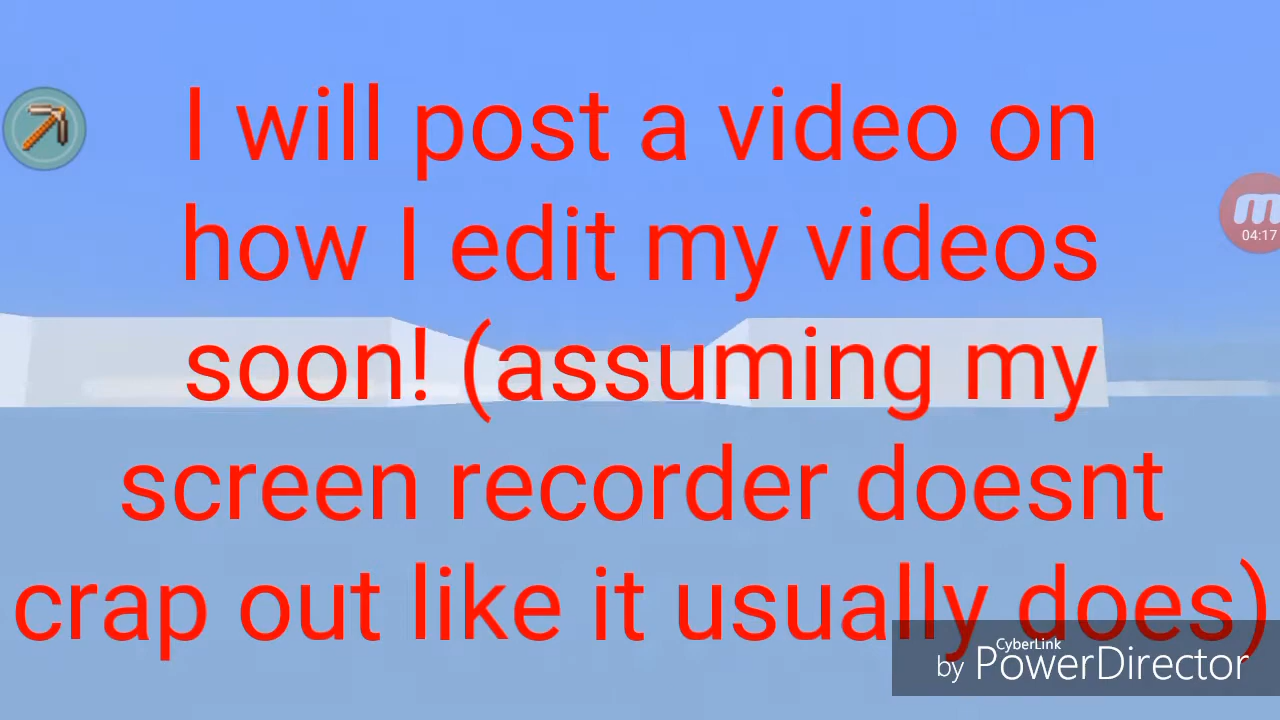 I will post a video on
how I edit my videos
soon! (assuming my
screen recorder doesnt
crap out like it usually does)
m
04:17
CyberLink
by PowerDirector